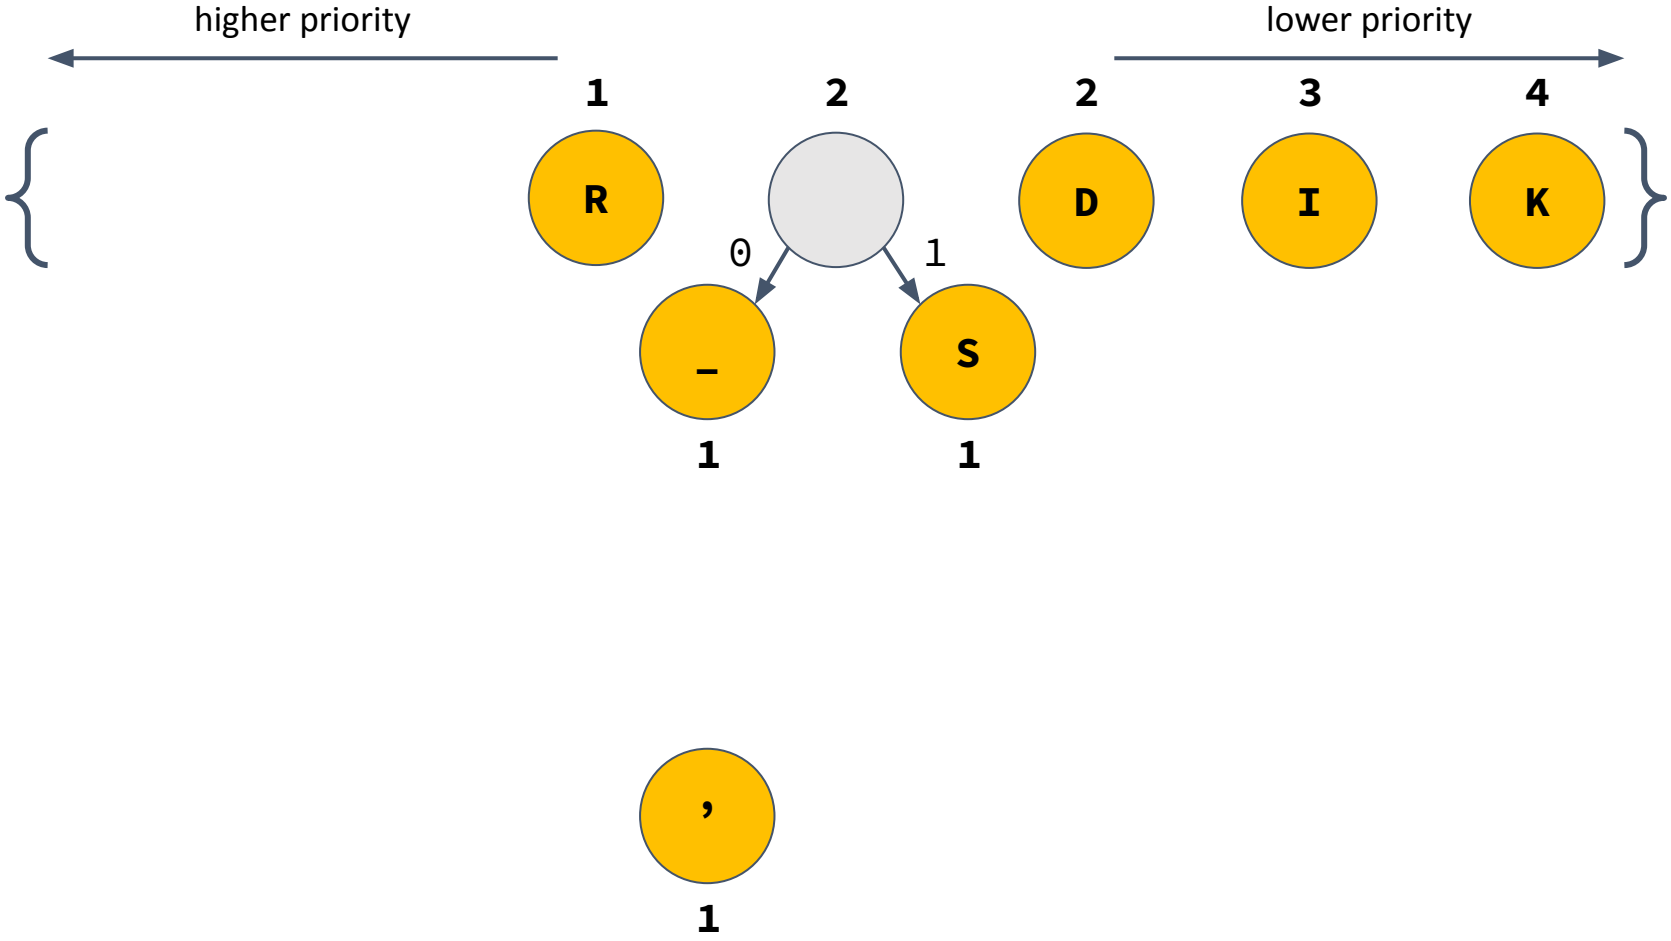 higher priority lower priority
1 2 2 3 4
{ R D I K }
0 1
_ S
1 1
,
1